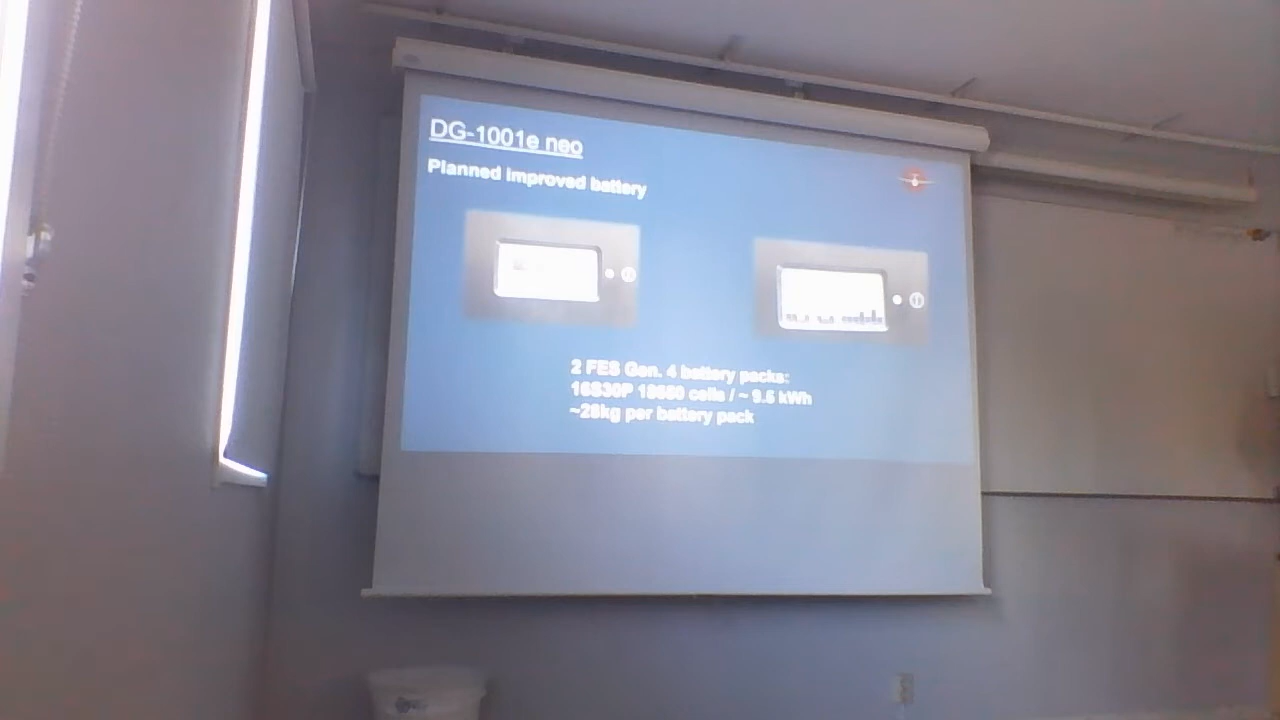 DG-1001e neo
Planned improved battery
2 FES Gen. 4 battery packs:
16S30P 18650 cells / ~ 9.5 kWh
~28kg per battery pack